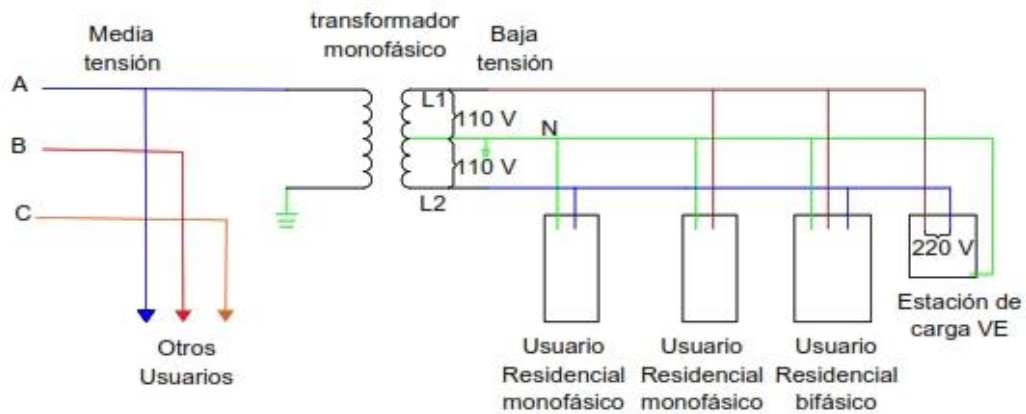 Media
tensión
transformador
monofásico
Baja
tensión
A
B
C
L1
110 V
N
110 V
L2
220 V
Otros
Usuarios
Usuario
Residencial
monofásico
Usuario
Residencial
monofásico
Usuario
Residencial
bifásico
Estación de
carga VE